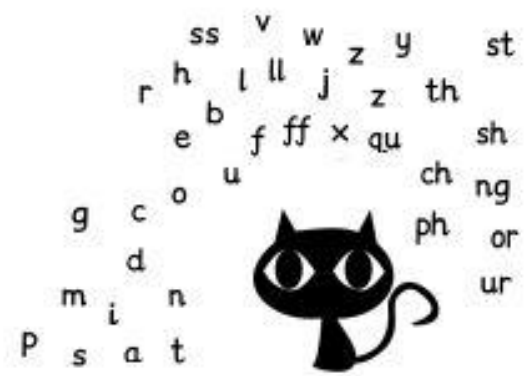 ss v w z y st
r h l ll j z th
e b f ff x qu sh
g c o u ch ng
d ph or
m i n ur
p s a t